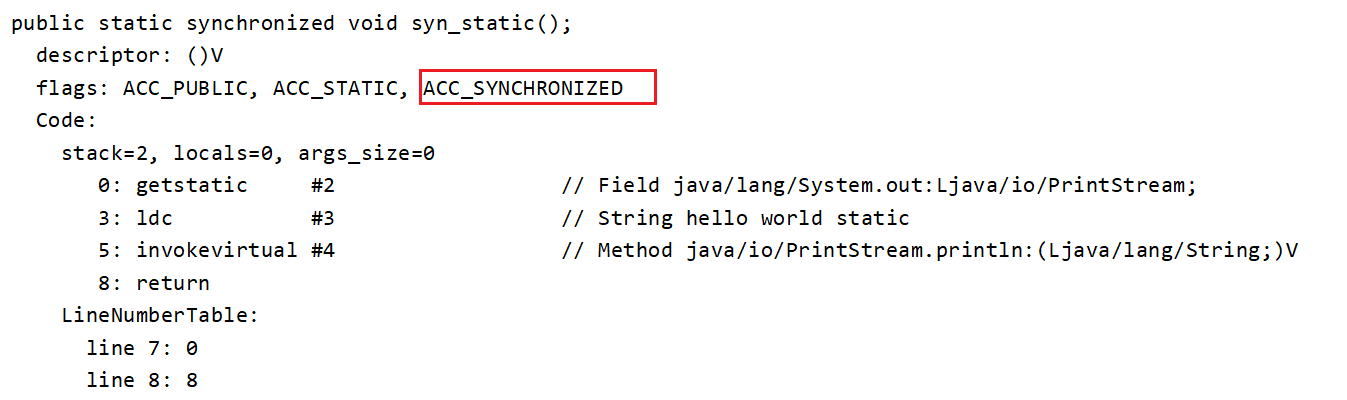 public static synchronized void syn_static();
descriptor: ()V
flags: ACC_PUBLIC, ACC_STATIC, ACC_SYNCHRONIZED
Code:
stack=2, locals=0, args_size=0
0: getstatic #2 // Field java/lang/System.out:Ljava/io/PrintStream;
3: ldc #3 // String hello world static
5: invokevirtual #4 // Method java/io/PrintStream.println:(Ljava/lang/String;)V
8: return
LineNumberTable:
line 7: 0
line 8: 8